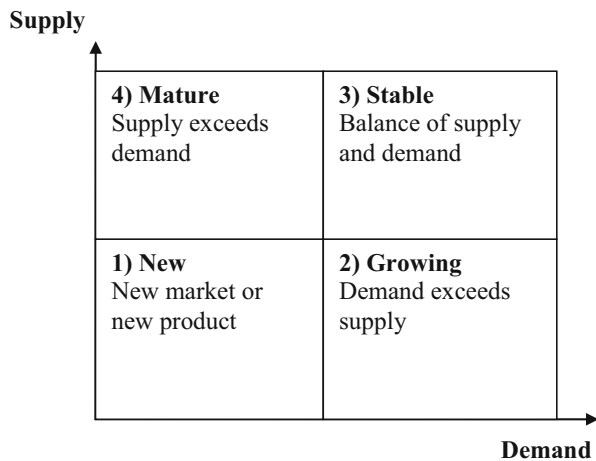 Supply
4) Mature
Supply exceeds
demand
3) Stable
Balance of supply
and demand
1) New
New market or
new product
2) Growing
Demand exceeds
supply
Demand